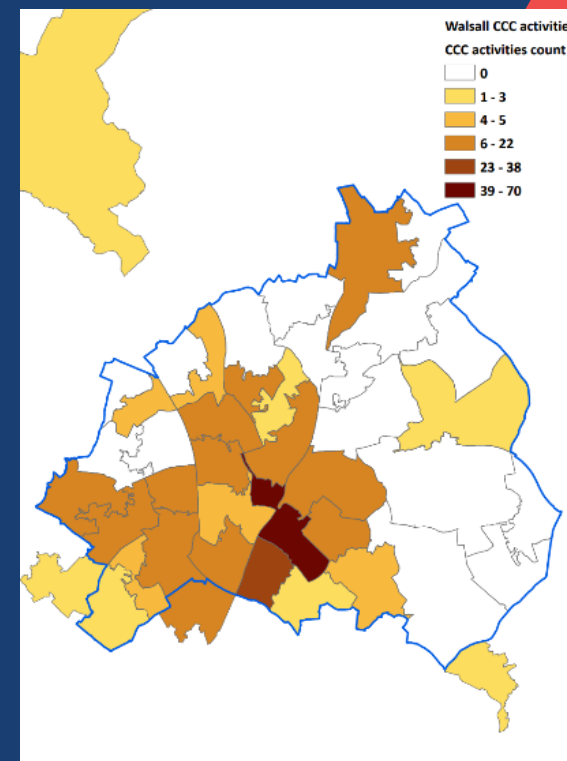 Walsall CCC activitie
CCC activities count
0
1 - 3
4 - 5
6 - 22
23 - 38
39 - 70